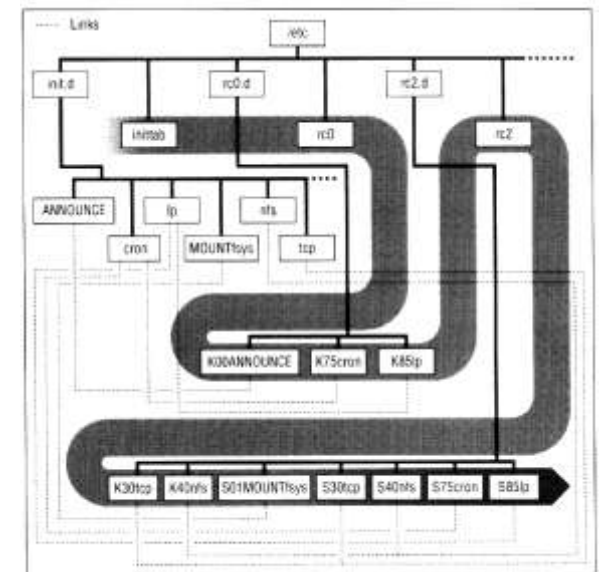 Links
/etc
init.d
rc0.d
rc2.d
inittab
rc0
rc2
ANNOUNCE
lp
nfs
cron
MOUNTfsys
tcp
K00ANNOUNCE
K75cron
K85lp
K30tcp
K40nfs
S01MOUNTfsys
S30tcp
S40nfs
S75cron
S85lp